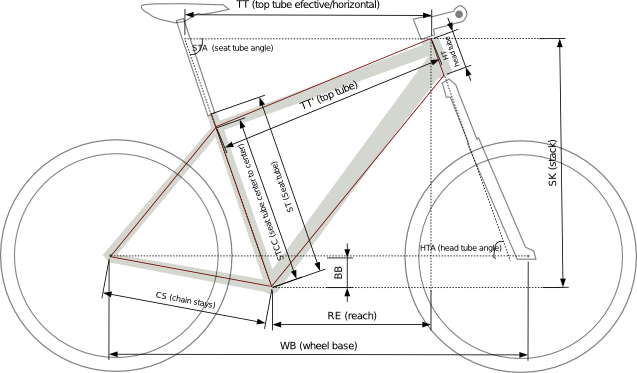 TT (top tube efective/horizontal)
STA (seat tube angle)
HT
head tube
TT' (top tube)
STCC (seat tube center to center)
ST (Seat tube)
SK (stack)
HTA (head tube angle)
BB
CS (chain stays)
RE (reach)
WB (wheel base)